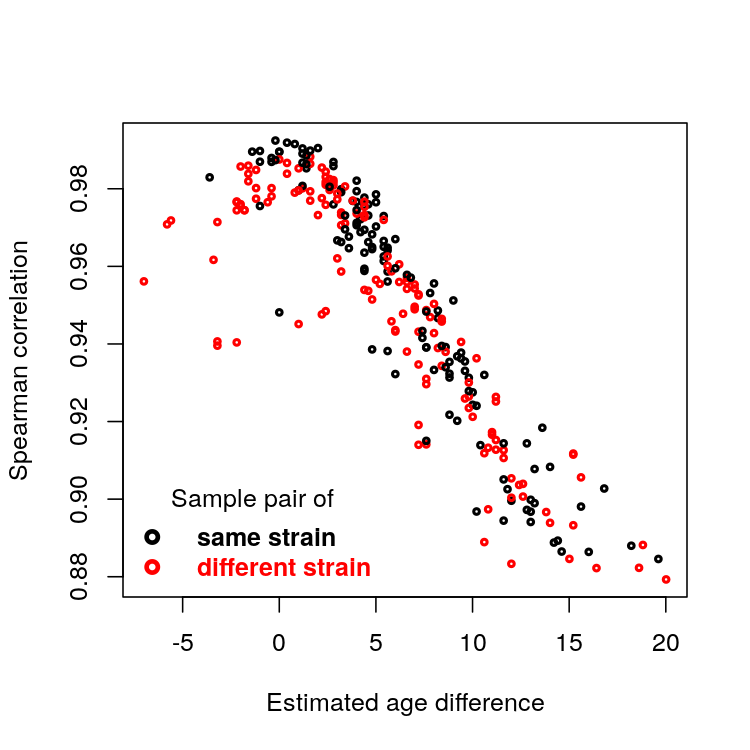 Spearman correlation
0.98
0.96
0.94
0.92
0.90
0.88
Sample pair of
same strain
different strain
-5 0 5 10 15 20
Estimated age difference